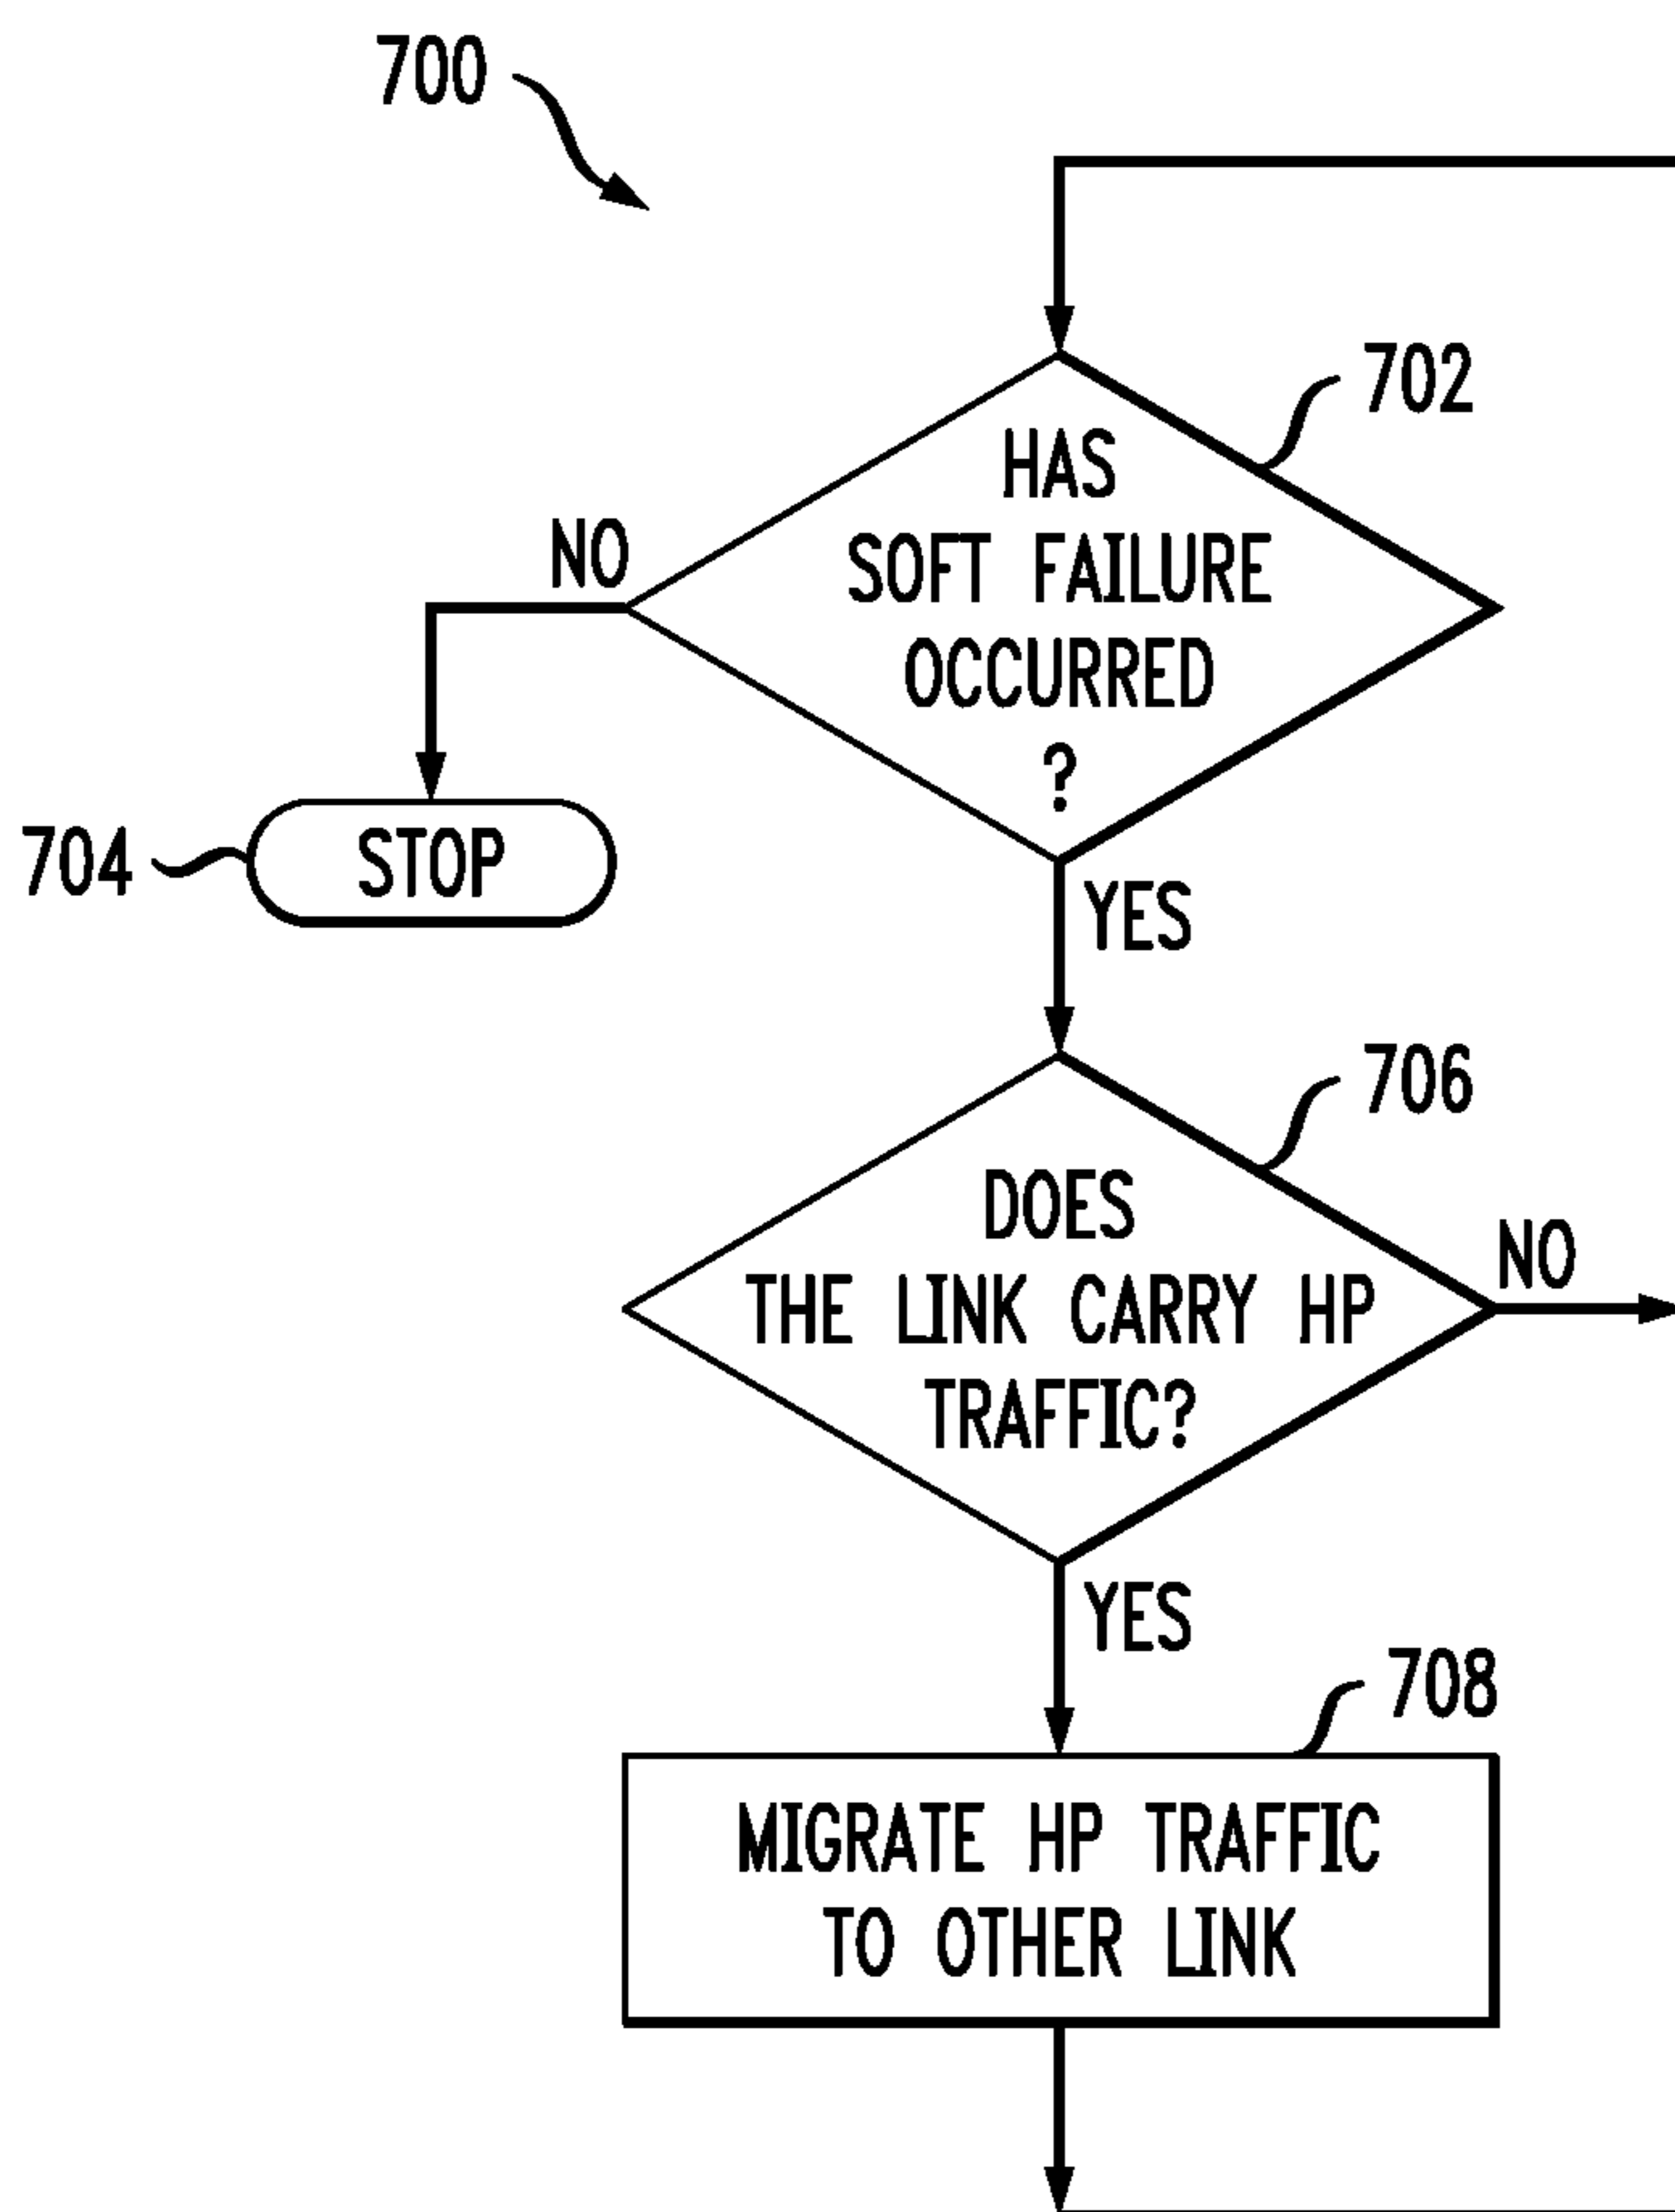 700
702
HAS
SOFT FAILURE
OCCURRED
?
NO
704
STOP
YES
706
DOES
THE LINK CARRY HP
TRAFFIC?
NO
YES
708
MIGRATE HP TRAFFIC
TO OTHER LINK